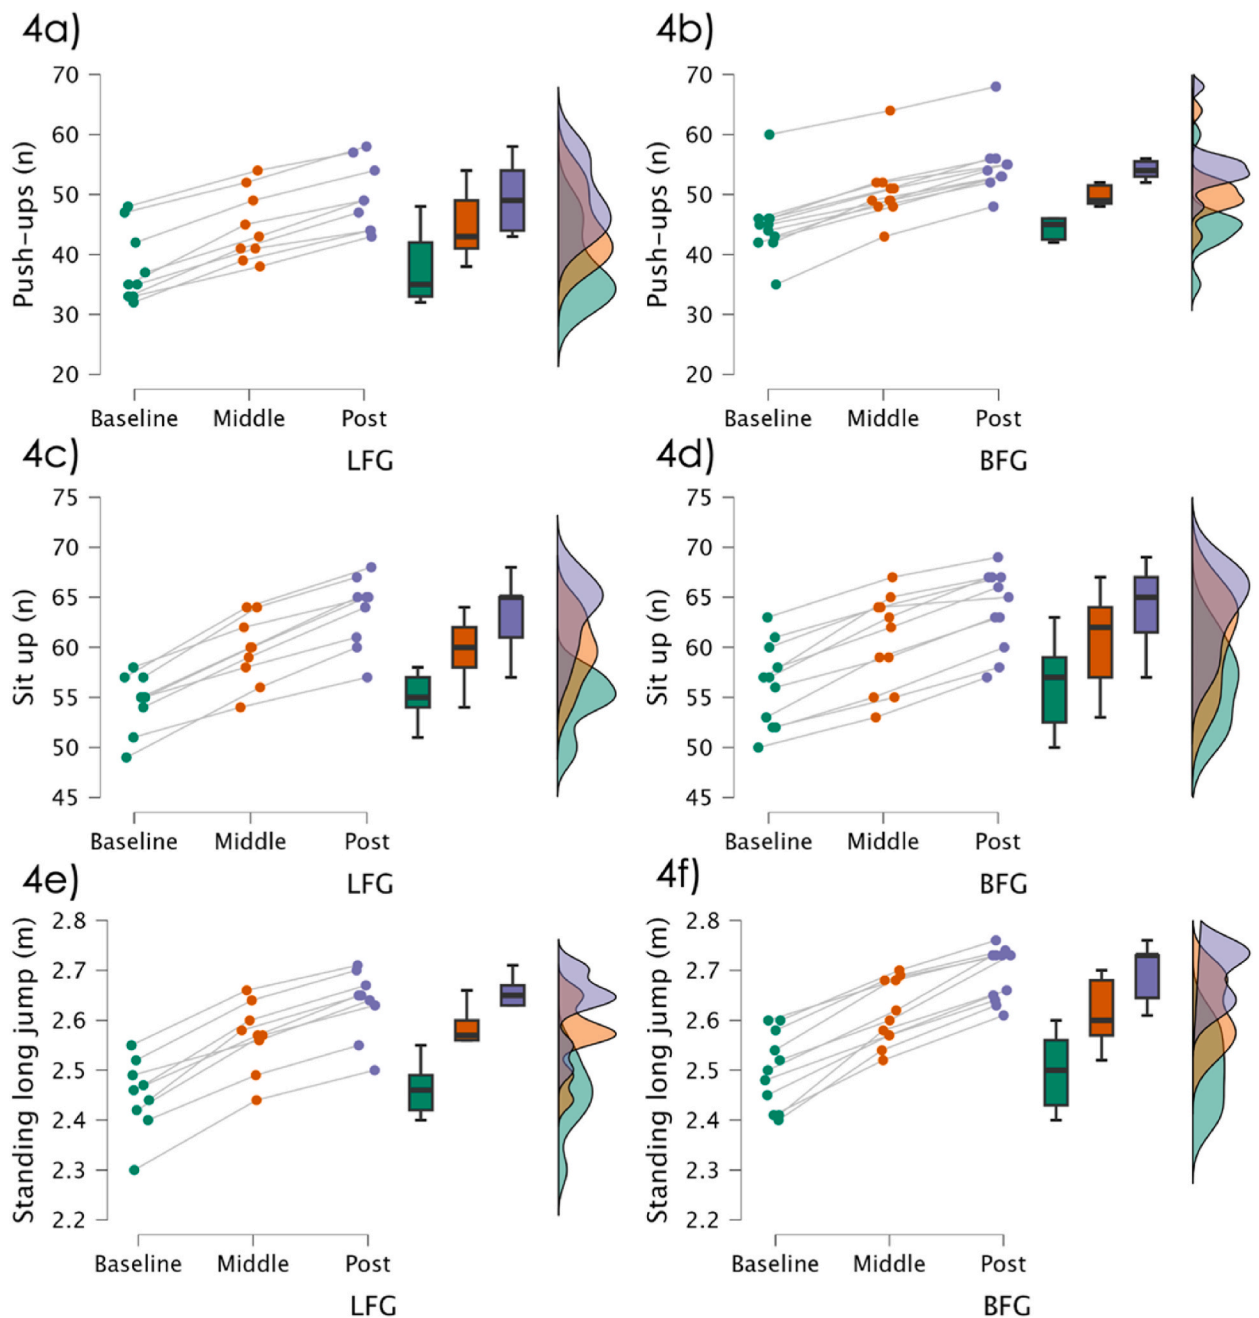 4a)
Push-ups (n)
70
60
50
40
30
20
Baseline Middle Post
LFG
4b)
Push-ups (n)
70
60
50
40
30
20
Baseline Middle Post
BFG
4c)
Sit up (n)
75
70
65
60
55
50
45
Baseline Middle Post
LFG
4d)
Sit up (n)
75
70
65
60
55
50
45
Baseline Middle Post
BFG
4e)
Standing long jump (m)
2.8
2.7
2.6
2.5
2.4
2.3
2.2
Baseline Middle Post
LFG
4f)
Standing long jump (m)
2.8
2.7
2.6
2.5
2.4
2.3
2.2
Baseline Middle Post
BFG